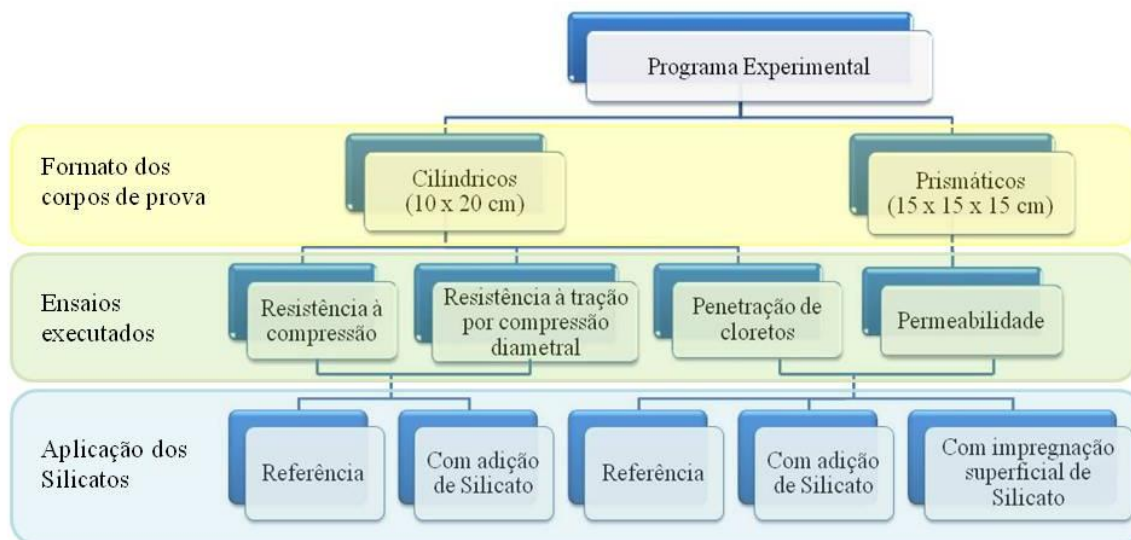 Programa Experimental
Formato dos
corpos de prova
Cilíndricos
(10 x 20 cm)
Prismáticos
(15 x 15 x 15 cm)
Ensaios
executados
Resistência à
compressão
Resistência à tração
por compressão
diametral
Penetração de
cloretos
Permeabilidade
Aplicação dos
Silicatos
Referência
Com adição
de Silicato
Referência
Com adição
de Silicato
Com impregnação
superficial de
Silicato